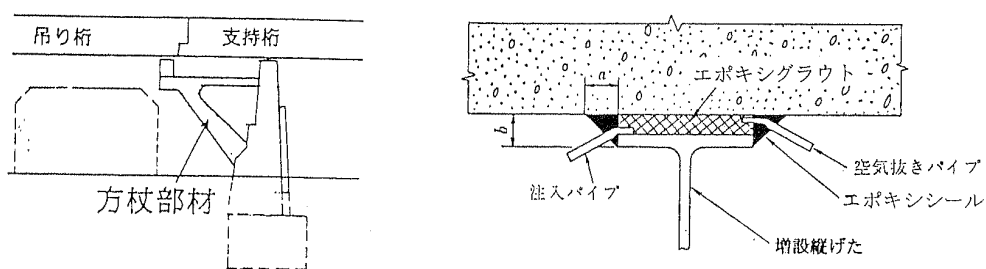 吊り桁
支持桁
方杖部材
a
エポキシグラウト
b
注入パイプ
空気抜きパイプ
エポキシシール
増設縦げた